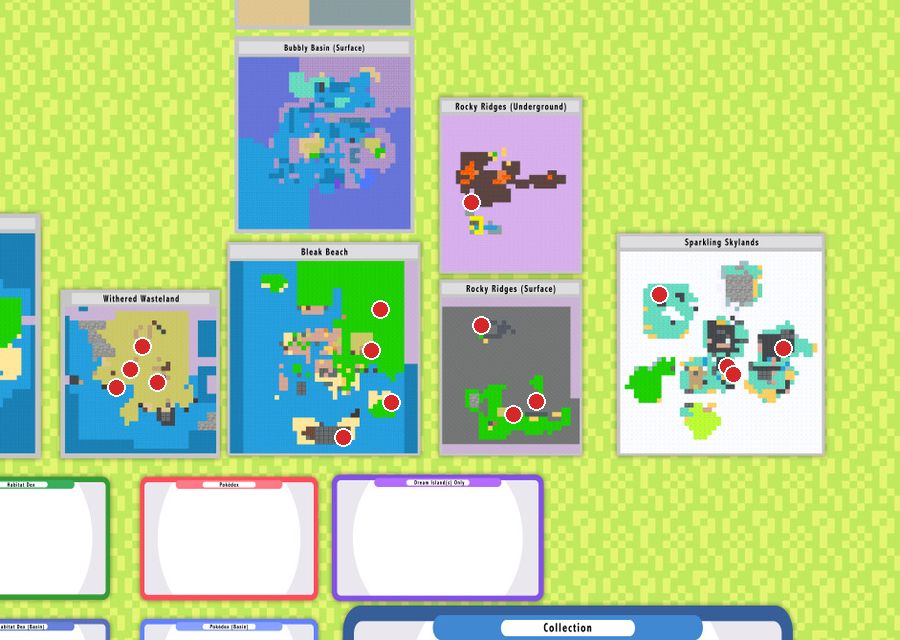 Bubbly Basin (Surface)
Rocky Ridges (Underground)
Sparkling Skylands
Bleak Beach
Rocky Ridges (Surface)
Withered Wasteland
Habitat Dex
Pokédex
Dream Island(s) Only
Habitat Dex (Basin)
Pokédex (Basin)
Collection